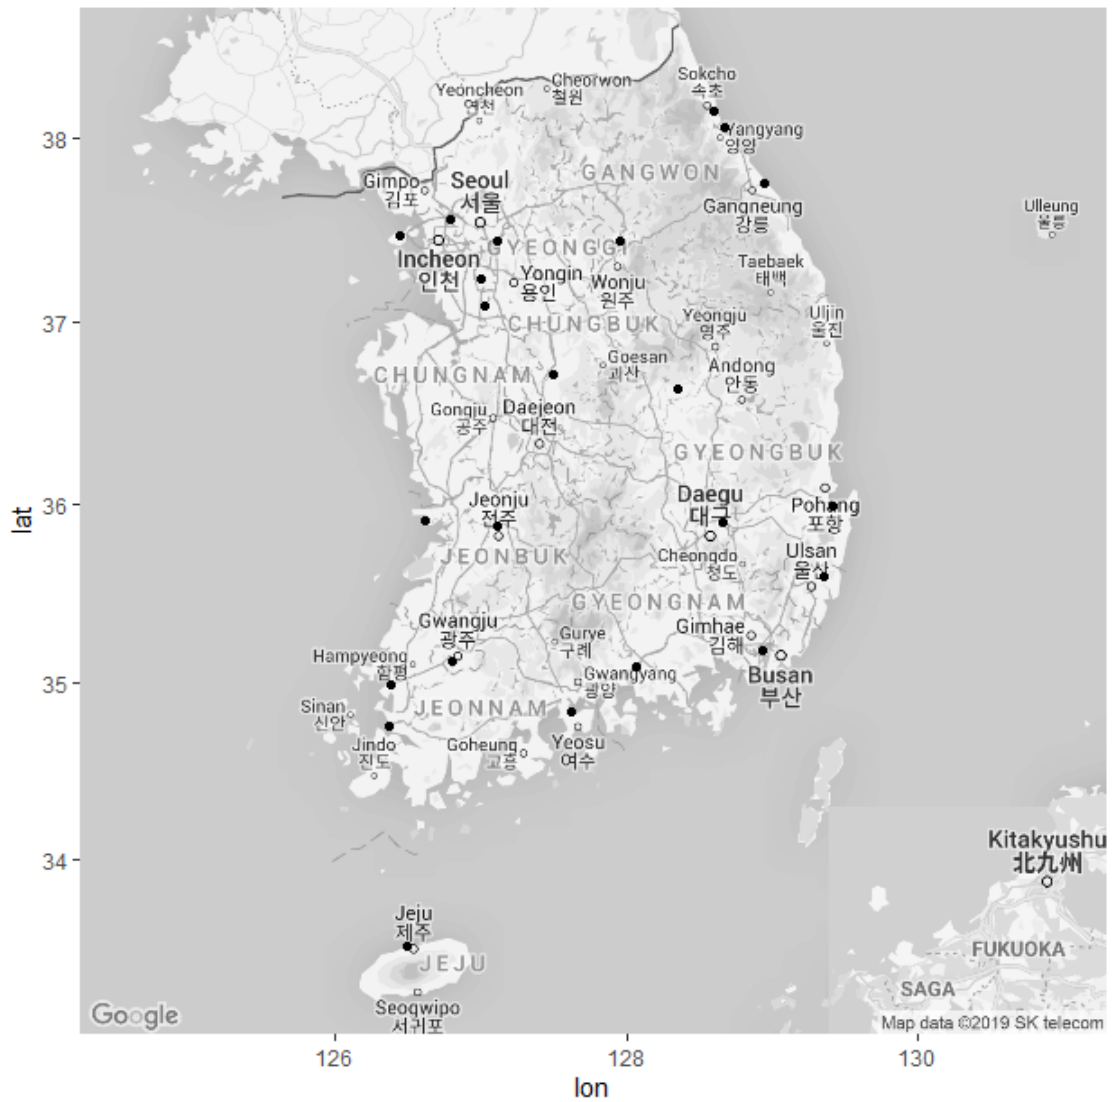 Sokcho
속초
Cheorwon
철원
Yeoncheon
연천
Yangyang
양양
38
GANGWON
Seoul
서울
Gimpo
김포
Gangneung
강릉
Ulleung
울릉
GYEONGGI
Incheon
인천
Yongin
용인
Wonju
원주
Taebaek
태백
37
CHUNGBUK
Yeongju
영주
Uljin
울진
Goesan
괴산
Andong
안동
CHUNGNAM
Gongju
공주
Daejeon
대전
GYEONGBUK
36
Jeonju
전주
Daegu
대구
Pohang
포항
lat
JEONBUK
Cheongdo
청도
Ulsan
울산
GYEONGNAM
Gwangju
광주
Gurye
구례
Gimhae
김해
Hampyeong
함평
35
Gwangyang
광양
Busan
부산
Sinan
신안
JEONNAM
Jindo
진도
Goheung
고흥
Yeosu
여수
34
Kitakyushu
北九州
Jeju
제주
JEJU
FUKUOKA
SAGA
Seogwipo
서귀포
Google
Map data ©2019 SK telecom
126
128
130
lon